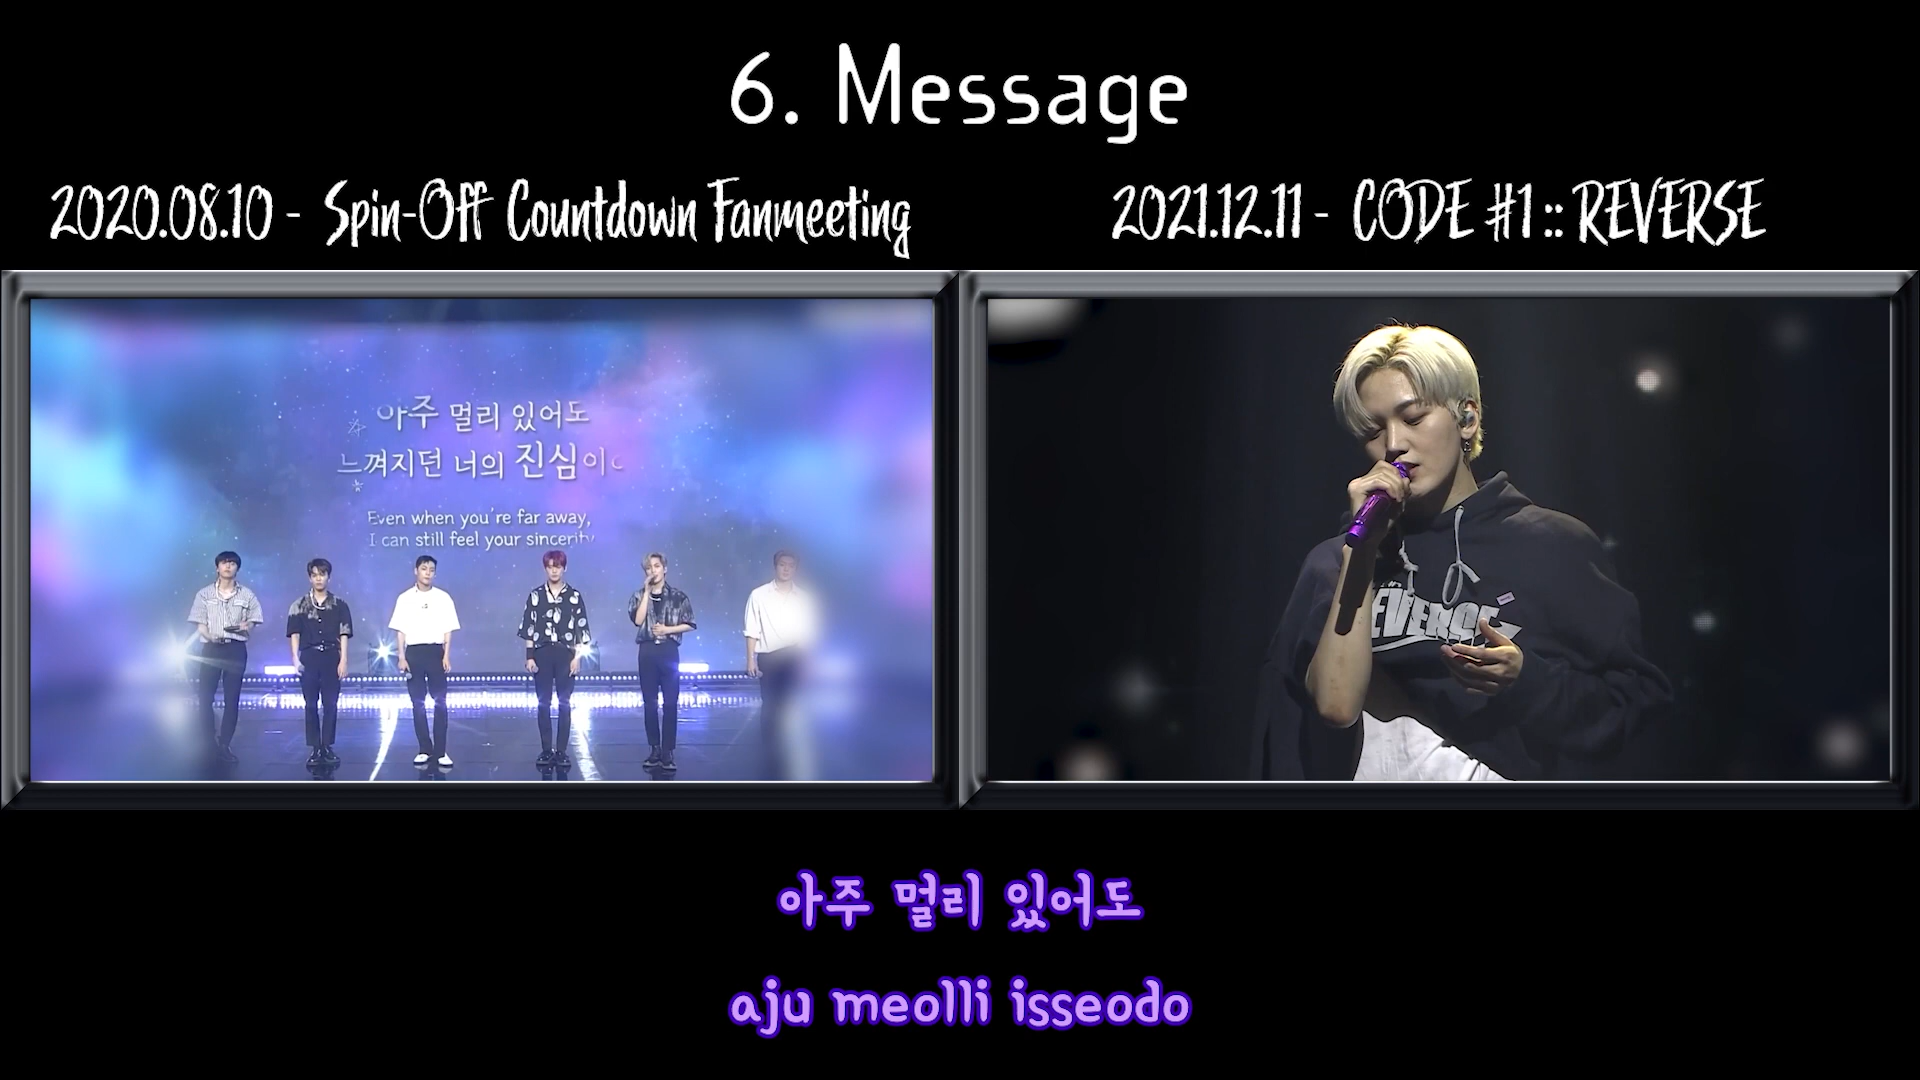 6. Message
2020.08.10 - Spin-Off Countdown Fanmeeting
2021.12.11 - CODE #1 :: REVERSE
아주 멀리 있어도
느껴지던 너의 진심이
Even when you're far away,
I can still feel your sincerity
REVERSE
아주 멀리 있어도
aju meolli isseodo